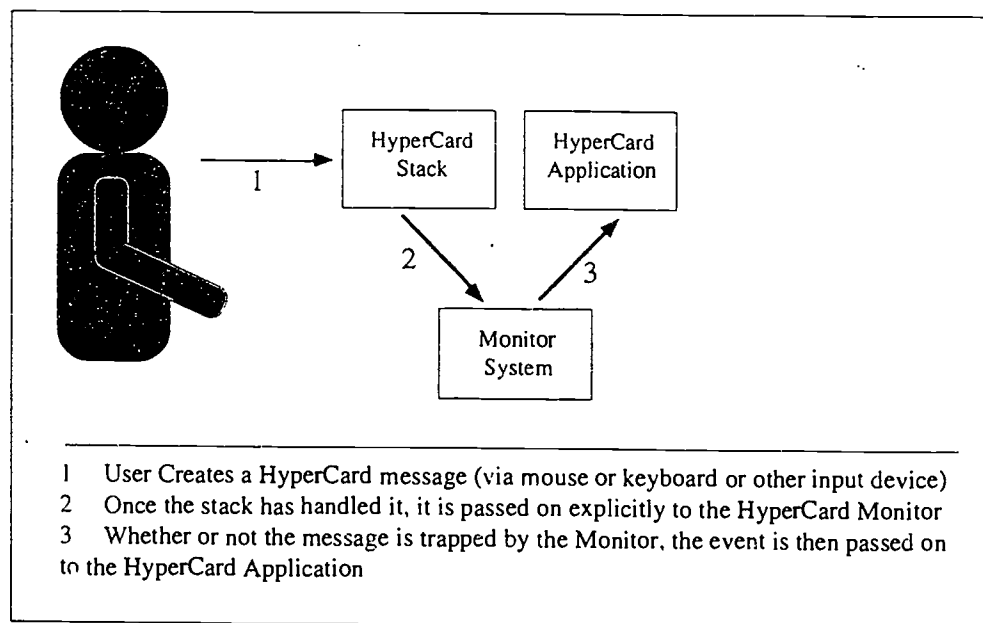 HyperCard
Stack
HyperCard
Application
1
2
3
Monitor
System
1 User Creates a HyperCard message (via mouse or keyboard or other input device)
2 Once the stack has handled it, it is passed on explicitly to the HyperCard Monitor
3 Whether or not the message is trapped by the Monitor, the event is then passed on
to the HyperCard Application